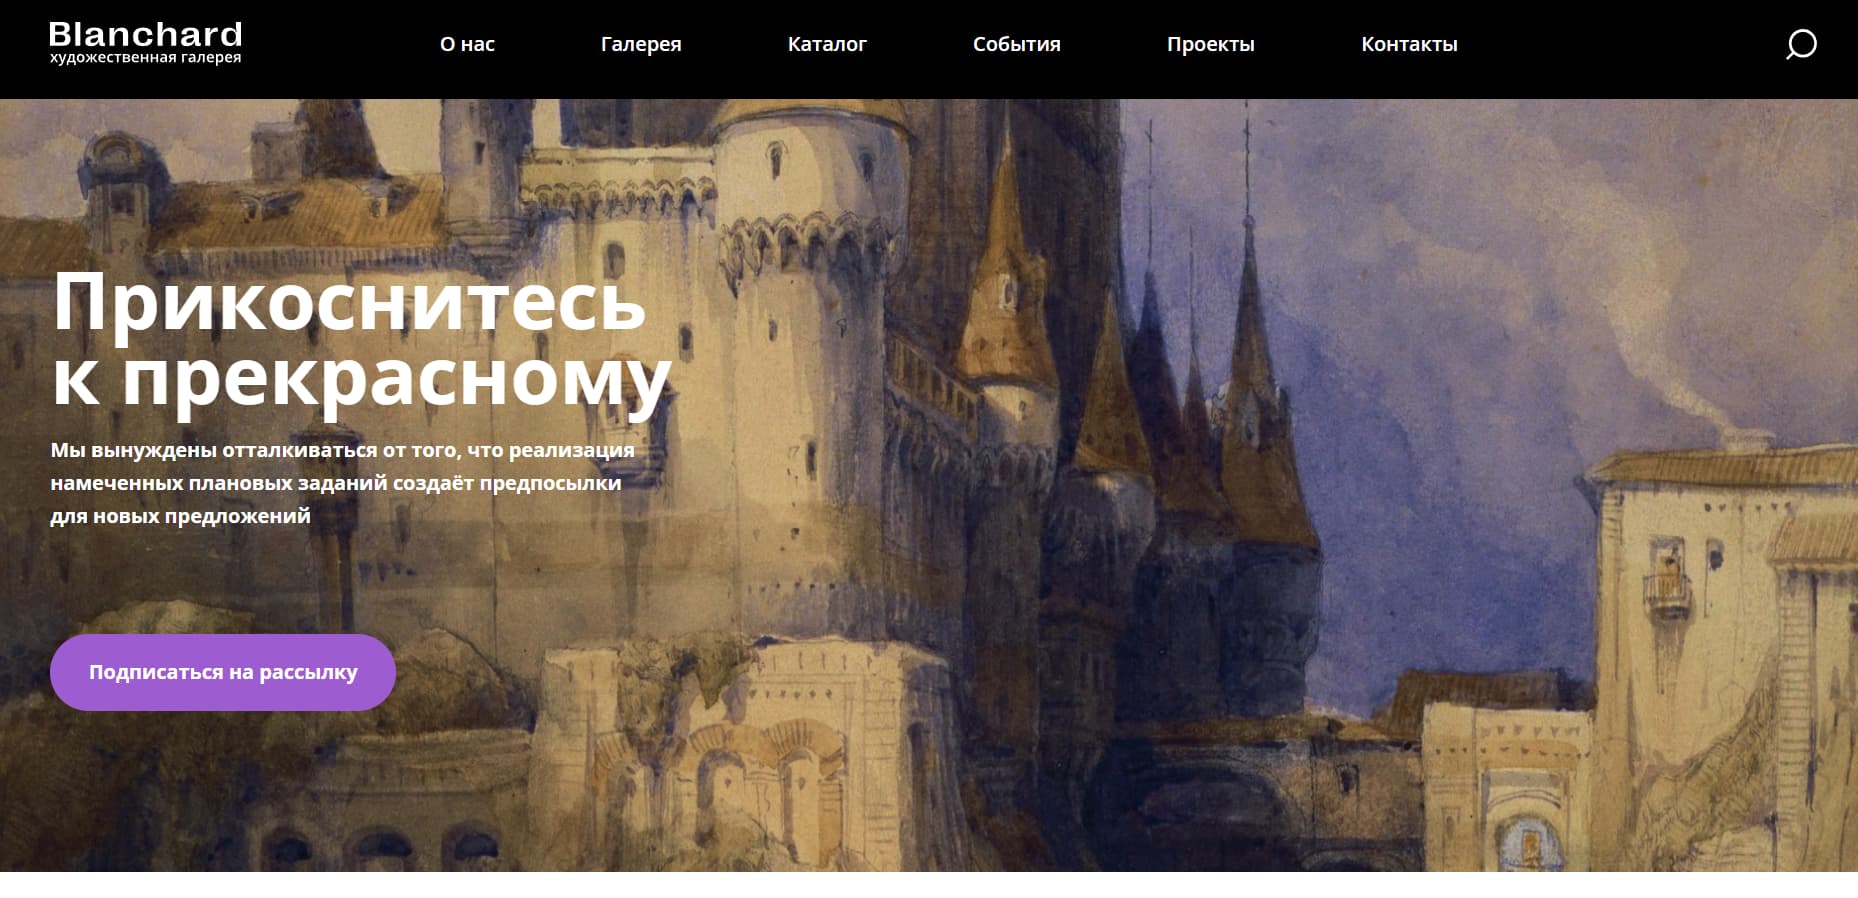 Blanchard
художественная галерея
О нас
Галерея
Каталог
События
Проекты
Контакты
Прикоснитесь
к прекрасному
Мы вынуждены отталкиваться от того, что реализация
намеченных плановых заданий создаёт предпосылки
для новых предложений
Подписаться на рассылку